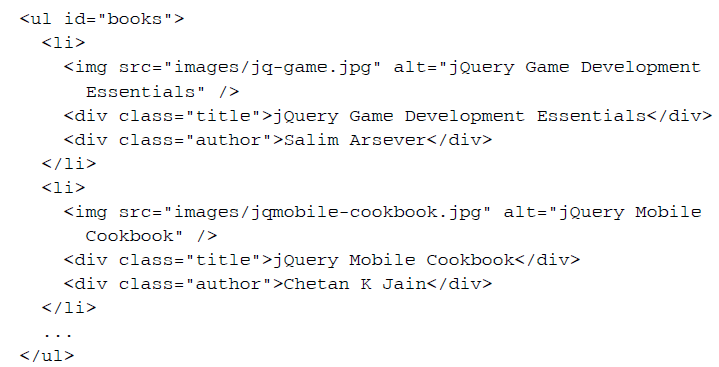 <ul id="books">
  <li>
    <img src="images/jq-game.jpg" alt="jQuery Game Development
      Essentials" />
    <div class="title">jQuery Game Development Essentials</div>
    <div class="author">Salim Arsever</div>
  </li>
  <li>
    <img src="images/jqmobile-cookbook.jpg" alt="jQuery Mobile
      Cookbook" />
    <div class="title">jQuery Mobile Cookbook</div>
    <div class="author">Chetan K Jain</div>
  </li>
  ...
</ul>